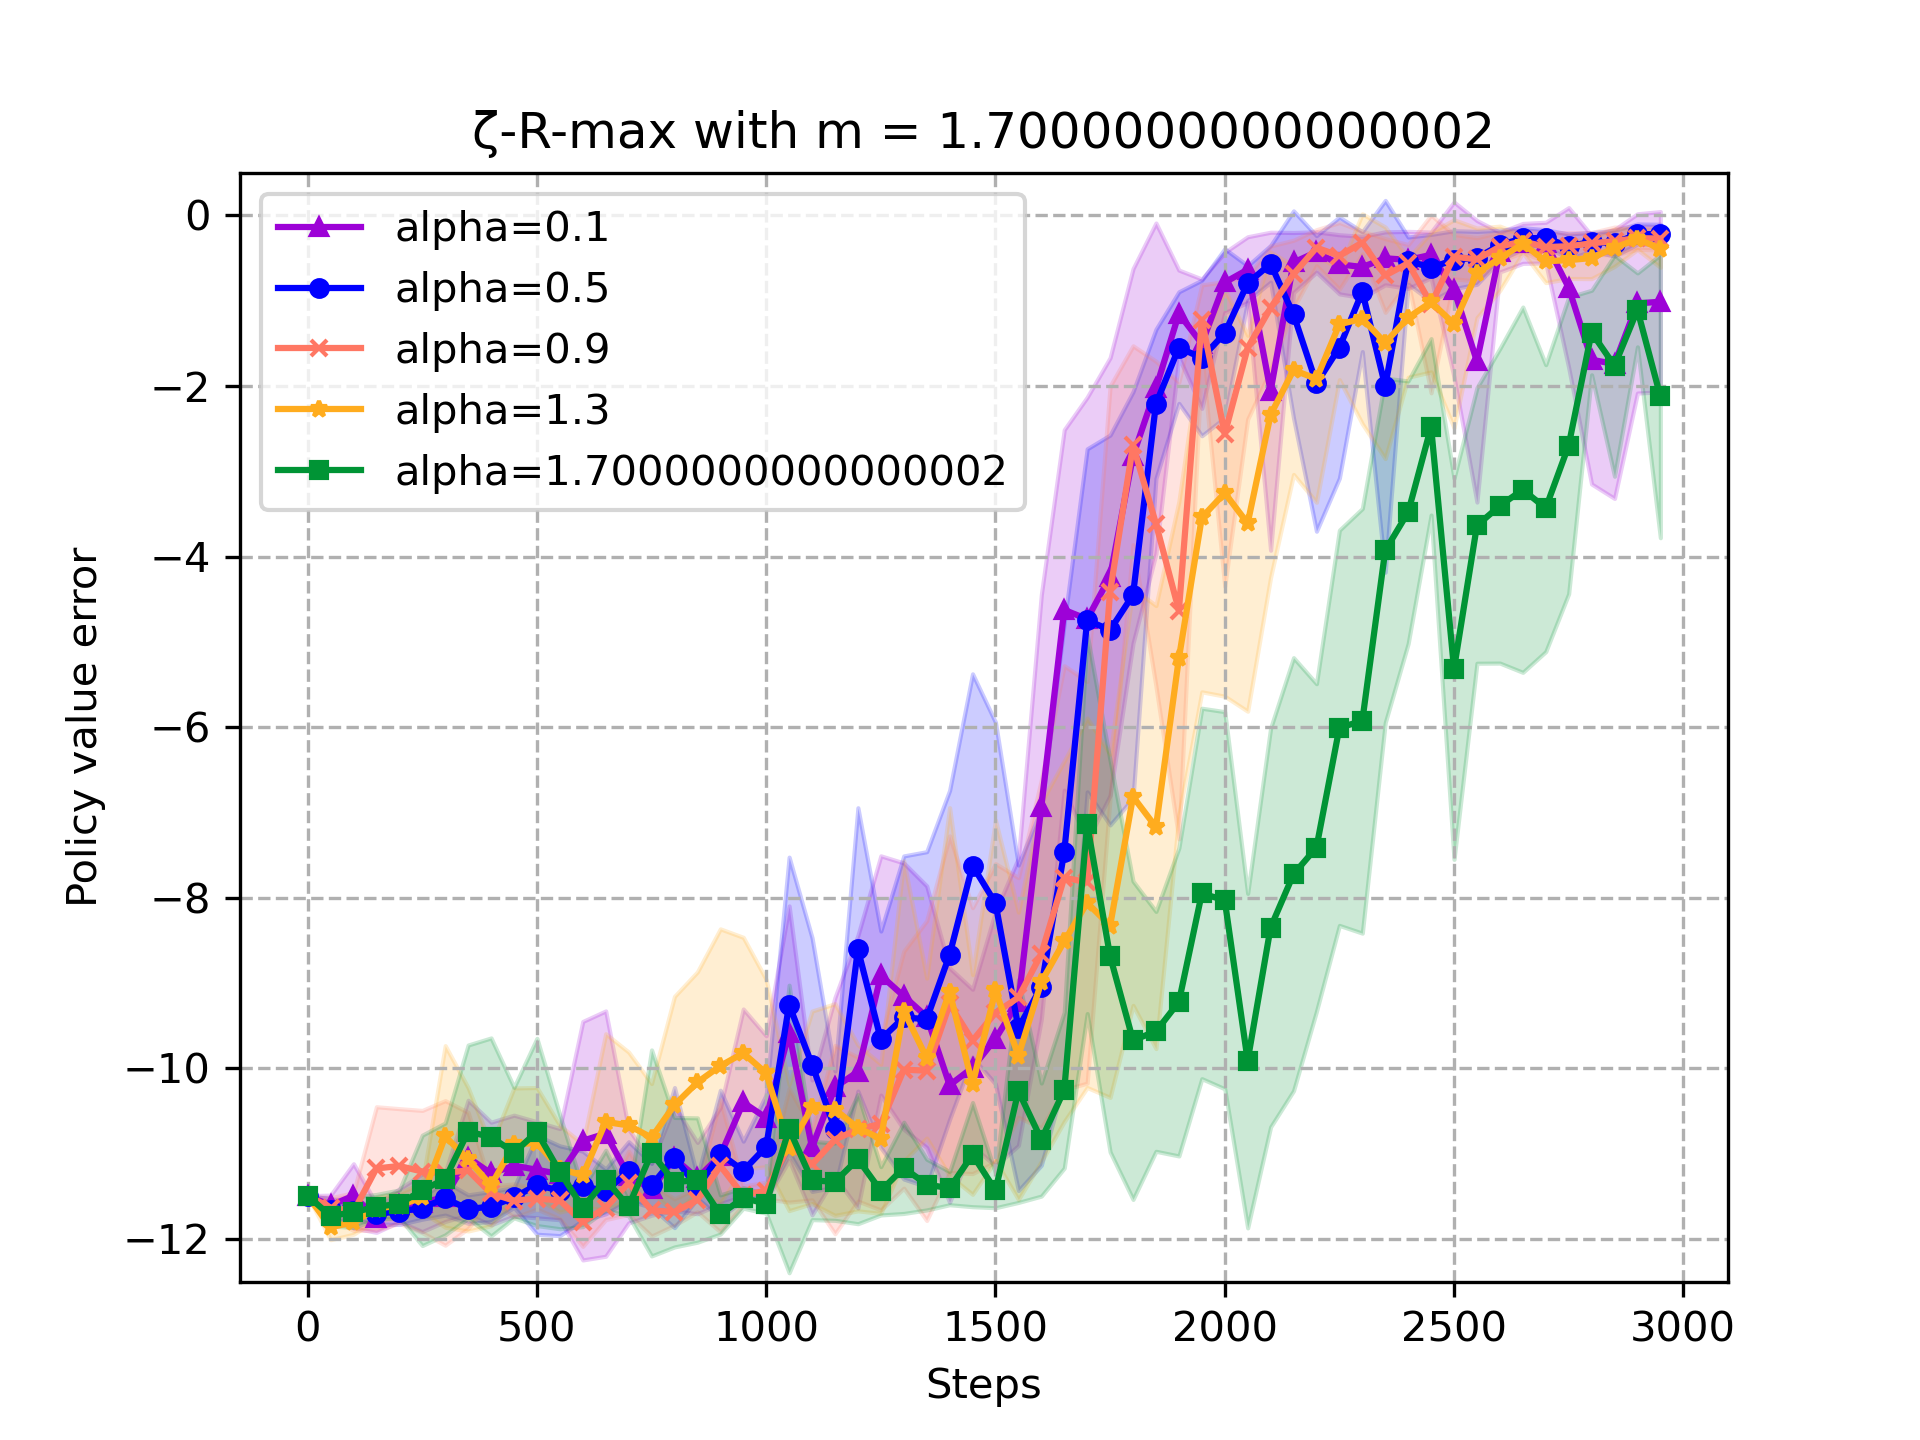 ζ-R-max with m = 1.7000000000000002
alpha=0.1
alpha=0.5
alpha=0.9
alpha=1.3
alpha=1.7000000000000002
Policy value error
0
−2
−4
−6
−8
−10
−12
0 500 1000 1500 2000 2500 3000
Steps